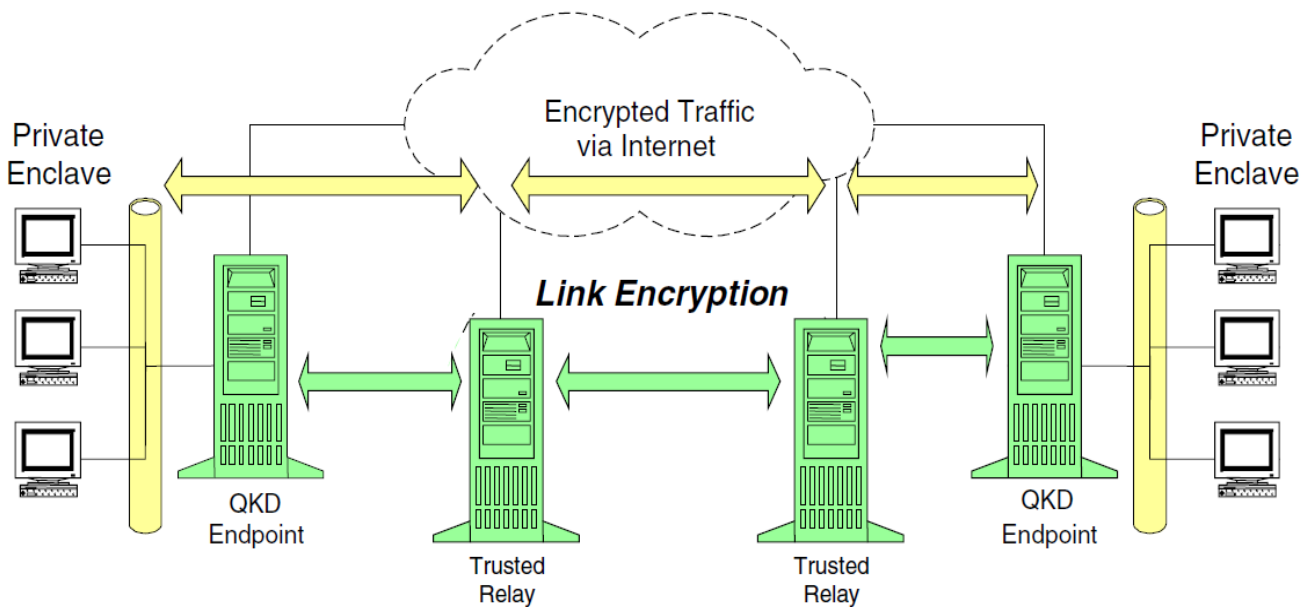 Encrypted Traffic
via Internet
Private
Enclave
Private
Enclave
Link Encryption
QKD
Endpoint
Trusted
Relay
Trusted
Relay
QKD
Endpoint